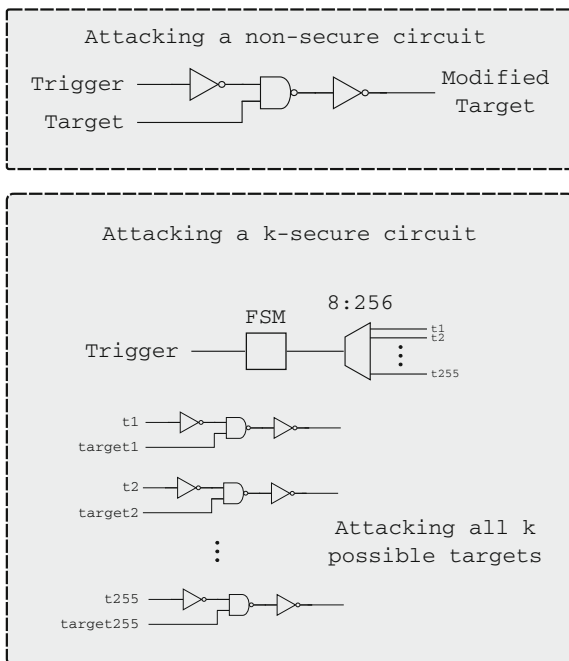 Attacking a non-secure circuit
Trigger
Target
Modified
Target
Attacking a k-secure circuit
8:256
FSM
Trigger
t1
t2
t255
t1
target1
t2
target2
Attacking all k
possible targets
t255
target255